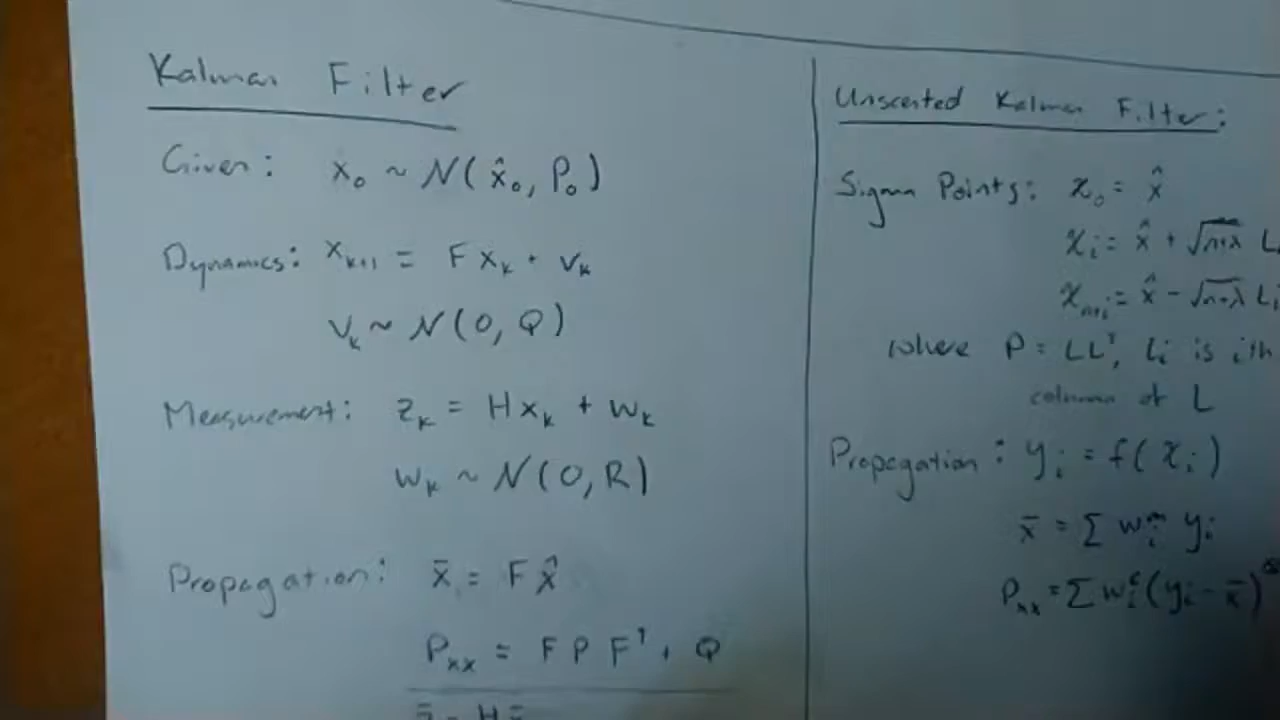 Kalman Filter
Given: x₀ ~ N(x̂₀, P₀)
Dynamics: xₖ₊₁ = F xₖ + vₖ
vₖ ~ N(0, Q)
Measurement: zₖ = H xₖ + wₖ
wₖ ~ N(0, R)
Propagation: x̄ = F x̂
Pₓₓ = F P Fᵀ + Q
Unscented Kalman Filter:
Sigma Points: χ₀ = x̂
χᵢ = x̂ + √(n+λ) Lᵢ
χₙ₊ᵢ = x̂ - √(n+λ) Lᵢ
where P = LLᵀ, Lᵢ is ith
column of L
Propagation: yᵢ = f(χᵢ)
x̄ = Σ wᵢᵐ yᵢ
Pₓₓ = Σ wᵢᶜ (yᵢ - x̄)